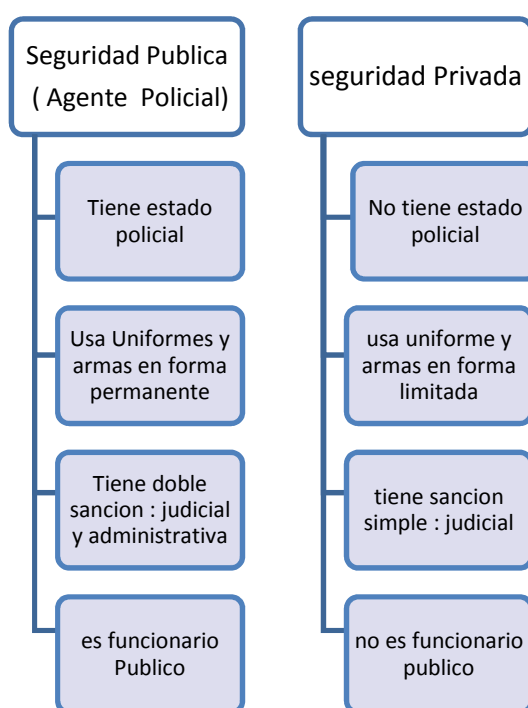 Seguridad Publica
( Agente Policial)
Tiene estado
policial
Usa Uniformes y
armas en forma
permanente
Tiene doble
sancion : judicial
y administrativa
es funcionario
Publico
seguridad Privada
No tiene estado
policial
usa uniforme y
armas en forma
limitada
tiene sancion
simple : judicial
no es funcionario
publico